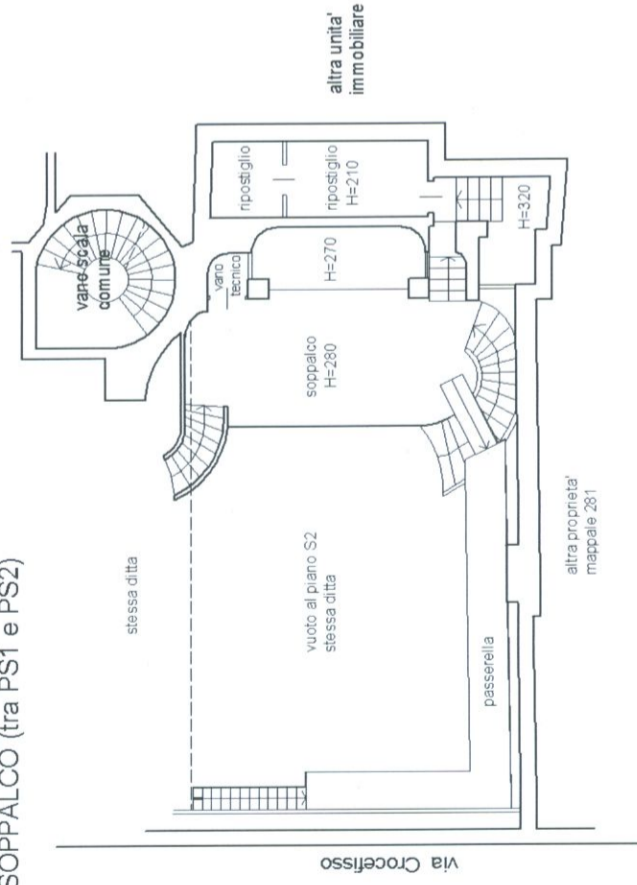 SOPPALCO (tra PS1 e PS2)
vano scala
comune
altra unita'
immobiliare
stessa ditta
ripostiglio
ripostiglio
H=210
vano
tecnico
H=270
H=320
soppalco
H=280
vuoto al piano S2
stessa ditta
passerella
altra proprieta'
mappale 281
via Crocefisso